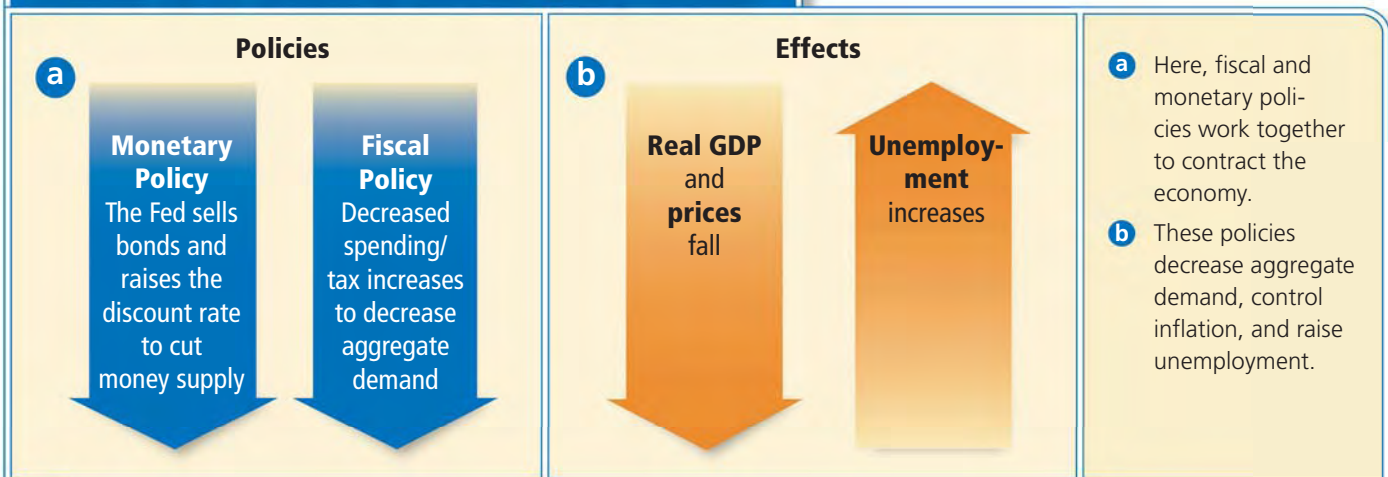 Policies
a
Monetary
Policy
The Fed sells
bonds and
raises the
discount rate
to cut
money supply
Fiscal
Policy
Decreased
spending/
tax increases
to decrease
aggregate
demand
Effects
b
Real GDP
and
prices
fall
Unemploy-
ment
increases
a Here, fiscal and
monetary poli-
cies work together
to contract the
economy.
b These policies
decrease aggregate
demand, control
inflation, and raise
unemployment.